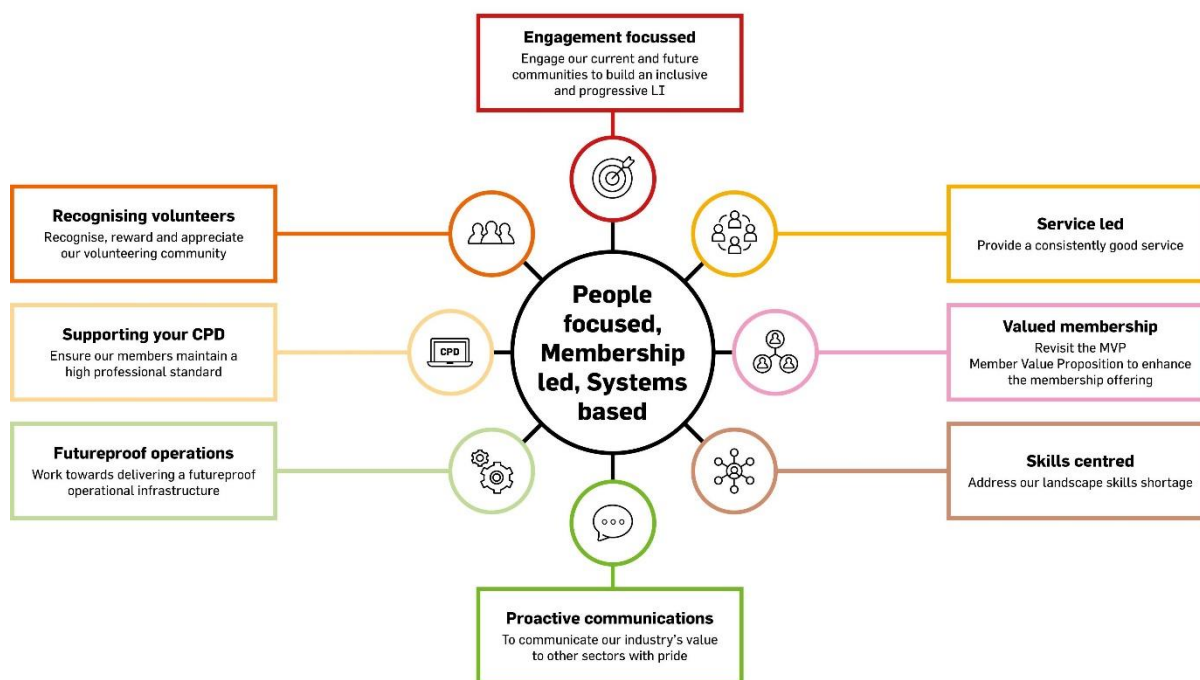 Engagement focussed
Engage our current and future
communities to build an inclusive
and progressive LI
Recognising volunteers
Recognise, reward and appreciate
our volunteering community
Service led
Provide a consistently good service
People
focused,
Membership
led, Systems
based
Supporting your CPD
Ensure our members maintain a
high professional standard
CPD
Valued membership
Revisit the MVP
Member Value Proposition to enhance
the membership offering
Futureproof operations
Work towards delivering a futureproof
operational infrastructure
Skills centred
Address our landscape skills shortage
Proactive communications
To communicate our industry's value
to other sectors with pride